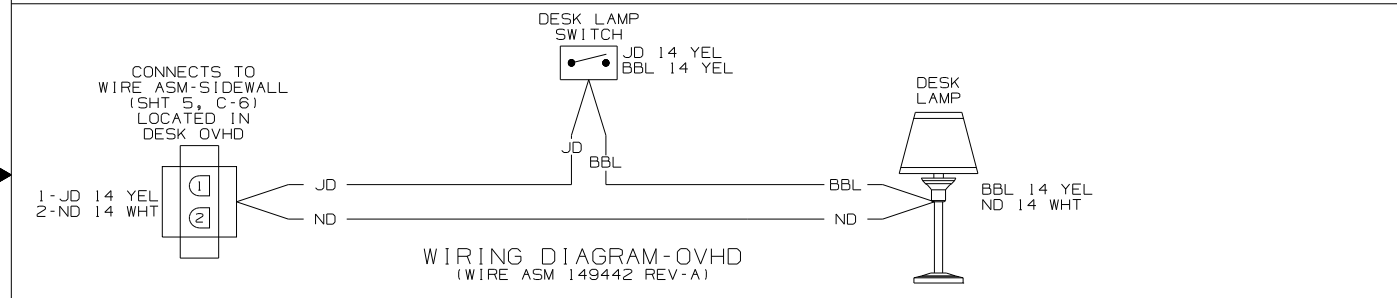 DESK LAMP
SWITCH
JD 14 YEL
BBL 14 YEL
CONNECTS TO
WIRE ASM-SIDEWALL
(SHT 5, C-6)
LOCATED IN
DESK OVHD
DESK
LAMP
JD
BBL
1
2
1-JD 14 YEL
2-ND 14 WHT
JD
BBL
BBL 14 YEL
ND 14 WHT
ND
ND
WIRING DIAGRAM-OVHD
(WIRE ASM 149442 REV-A)